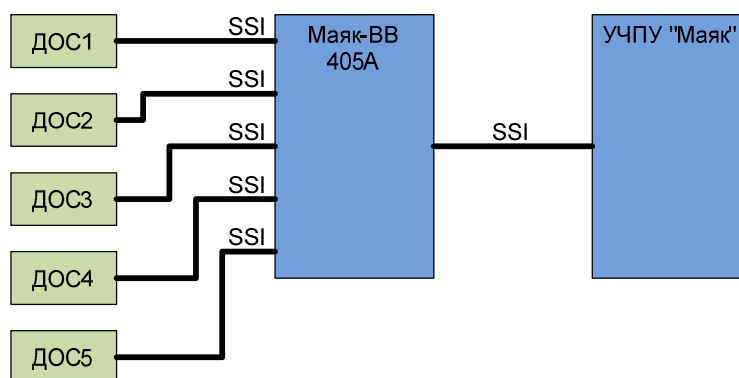 ДОС1
SSI
Маяк-ВВ
405А
УЧПУ "Маяк"
ДОС2
SSI
ДОС3
SSI
SSI
ДОС4
SSI
ДОС5
SSI